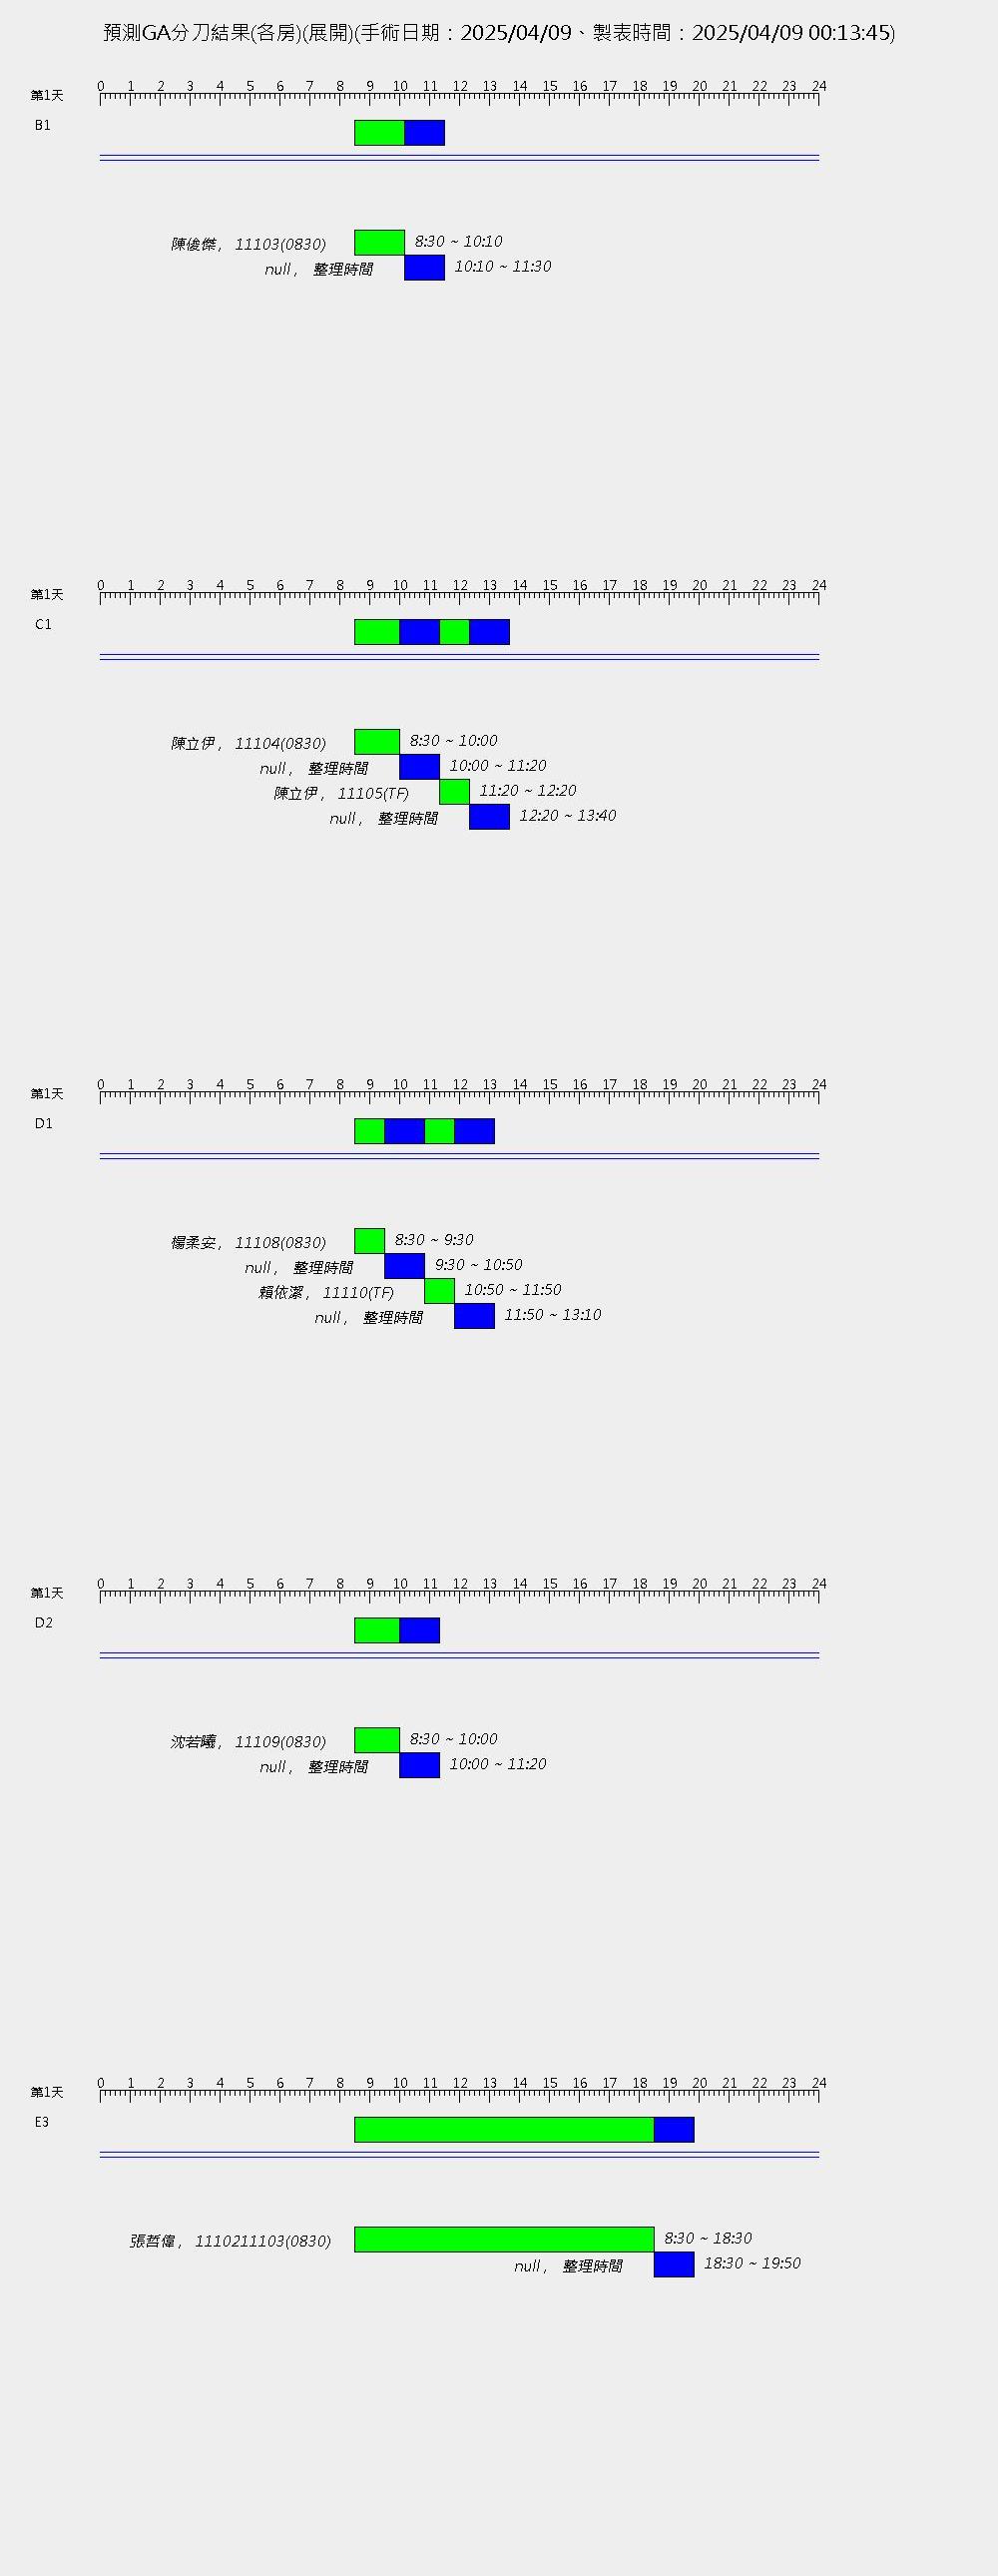 預測GA分刀結果(各房)(展開)(手術日期：2025/04/09、製表時間：2025/04/09 00:13:45)
第1天 0 1 2 3 4 5 6 7 8 9 10 11 12 13 14 15 16 17 18 19 20 21 22 23 24
B1
陳俊傑, 11103(0830) 8:30 ~ 10:10
null, 整理時間 10:10 ~ 11:30
第1天 0 1 2 3 4 5 6 7 8 9 10 11 12 13 14 15 16 17 18 19 20 21 22 23 24
C1
陳立伊, 11104(0830) 8:30 ~ 10:00
null, 整理時間 10:00 ~ 11:20
陳立伊, 11105(TF) 11:20 ~ 12:20
null, 整理時間 12:20 ~ 13:40
第1天 0 1 2 3 4 5 6 7 8 9 10 11 12 13 14 15 16 17 18 19 20 21 22 23 24
D1
楊柔安, 11108(0830) 8:30 ~ 9:30
null, 整理時間 9:30 ~ 10:50
賴依潔, 11110(TF) 10:50 ~ 11:50
null, 整理時間 11:50 ~ 13:10
第1天 0 1 2 3 4 5 6 7 8 9 10 11 12 13 14 15 16 17 18 19 20 21 22 23 24
D2
沈若曦, 11109(0830) 8:30 ~ 10:00
null, 整理時間 10:00 ~ 11:20
第1天 0 1 2 3 4 5 6 7 8 9 10 11 12 13 14 15 16 17 18 19 20 21 22 23 24
E3
張哲偉, 1110211103(0830) 8:30 ~ 18:30
null, 整理時間 18:30 ~ 19:50